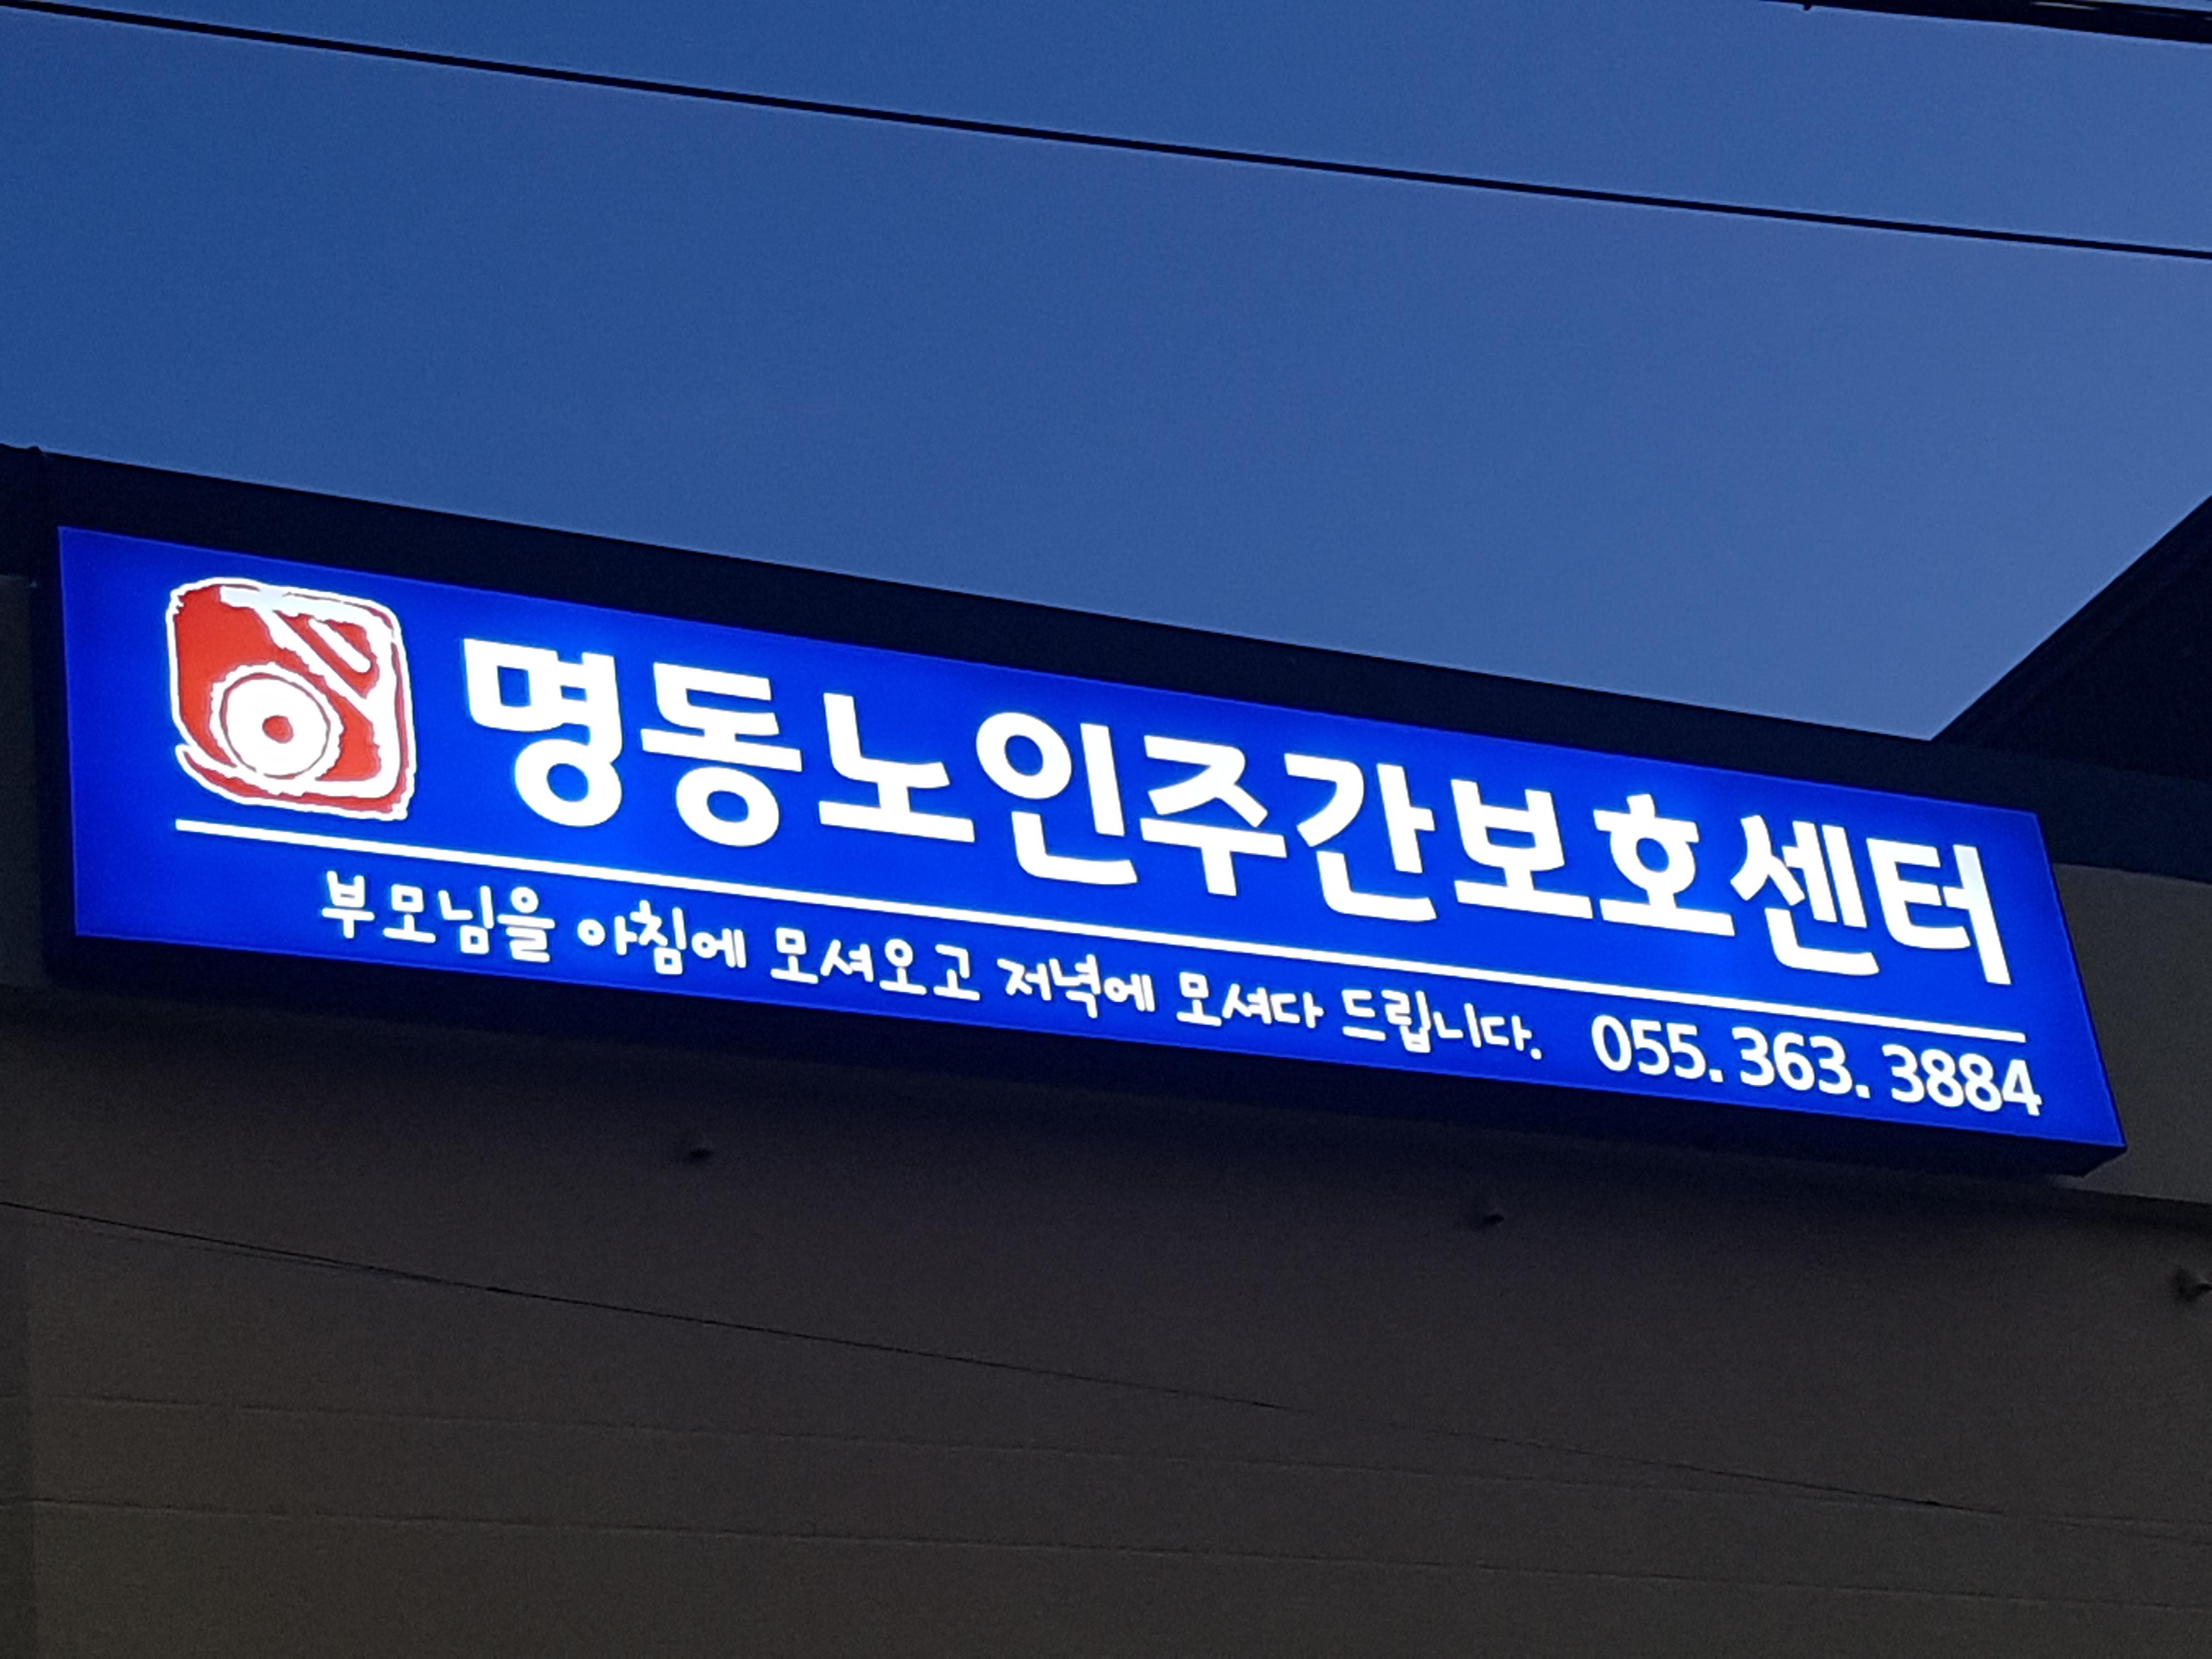 명동노인주간보호센터
부모님을 아침에 모셔오고 저녁에 모셔다 드립니다. 055. 363. 3884